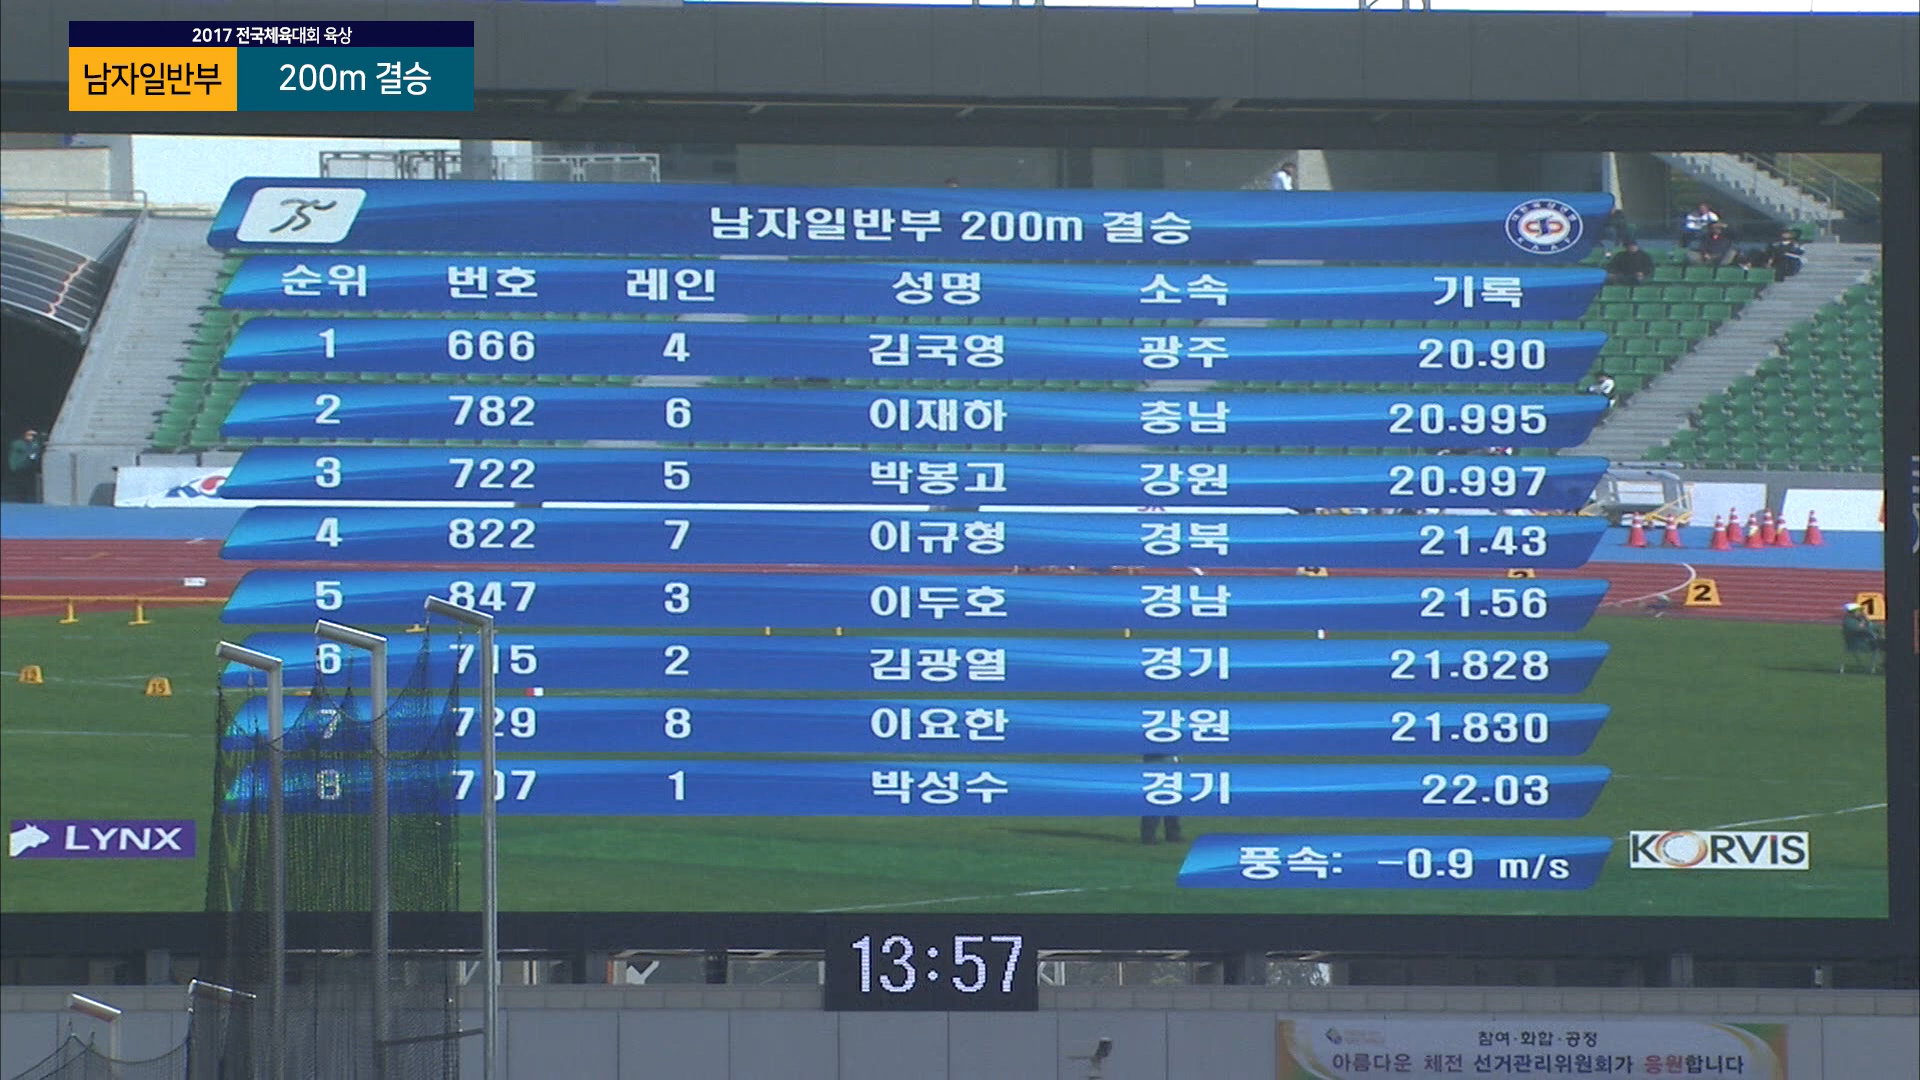 2017 전국체육대회 육상
남자일반부 200m 결승
남자일반부 200m 결승
순위 번호 레인 성명 소속 기록
1 666 4 김국영 광주 20.90
2 782 6 이재하 충남 20.995
3 722 5 박봉고 강원 20.997
4 822 7 이규형 경북 21.43
5 847 3 이두호 경남 21.56
6 715 2 김광열 경기 21.828
7 729 8 이요한 강원 21.830
8 707 1 박성수 경기 22.03
풍속: -0.9 m/s
LYNX
KORVIS
2
1
15
13:57
참여·화합·공정
아름다운 체전 선거관리위원회가 응원합니다